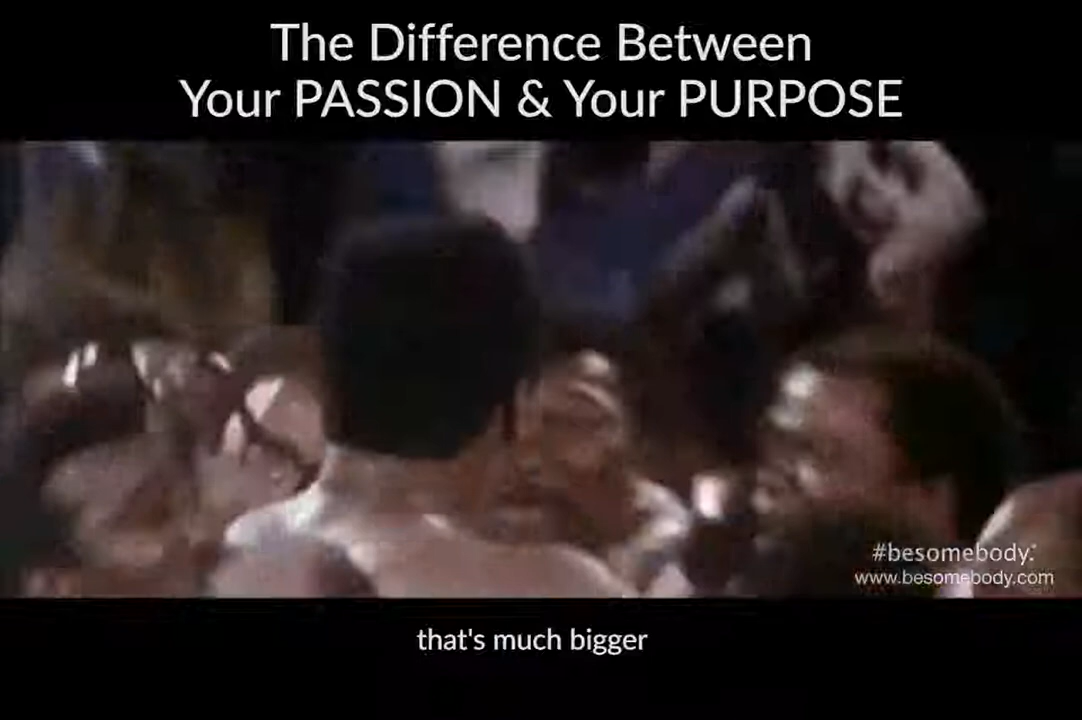 The Difference Between
Your PASSION & Your PURPOSE
#besomebody.
www.besomebody.com
that's much bigger